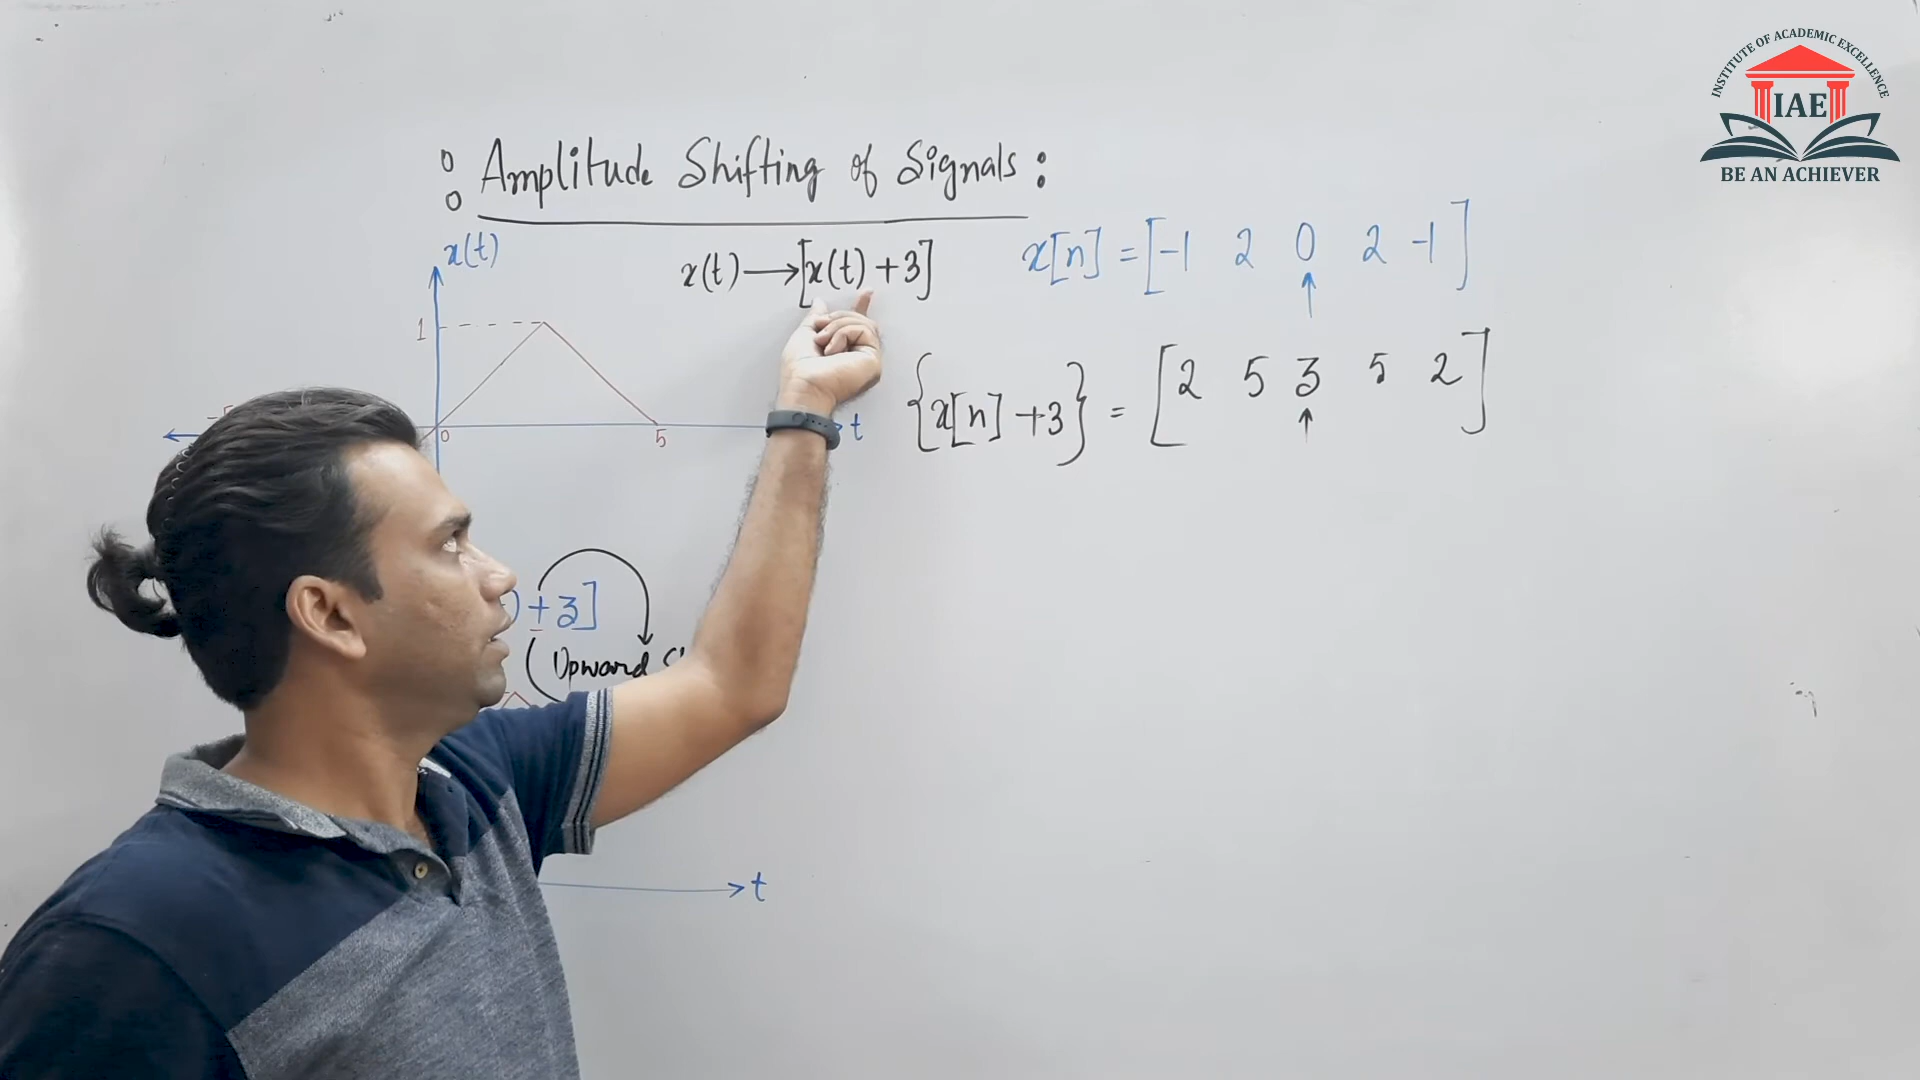 INSTITUTE OF ACADEMIC EXCELLENCE
IAE
BE AN ACHIEVER
Amplitude Shifting of Signals :
x(t)
x(t) → [x(t) + 3]
x[n] = [-1 2 0 2 -1]
↑
1
{x[n] + 3} = [2 5 3 5 2]
↑
0
5
t
) + 3]
(Upward
t